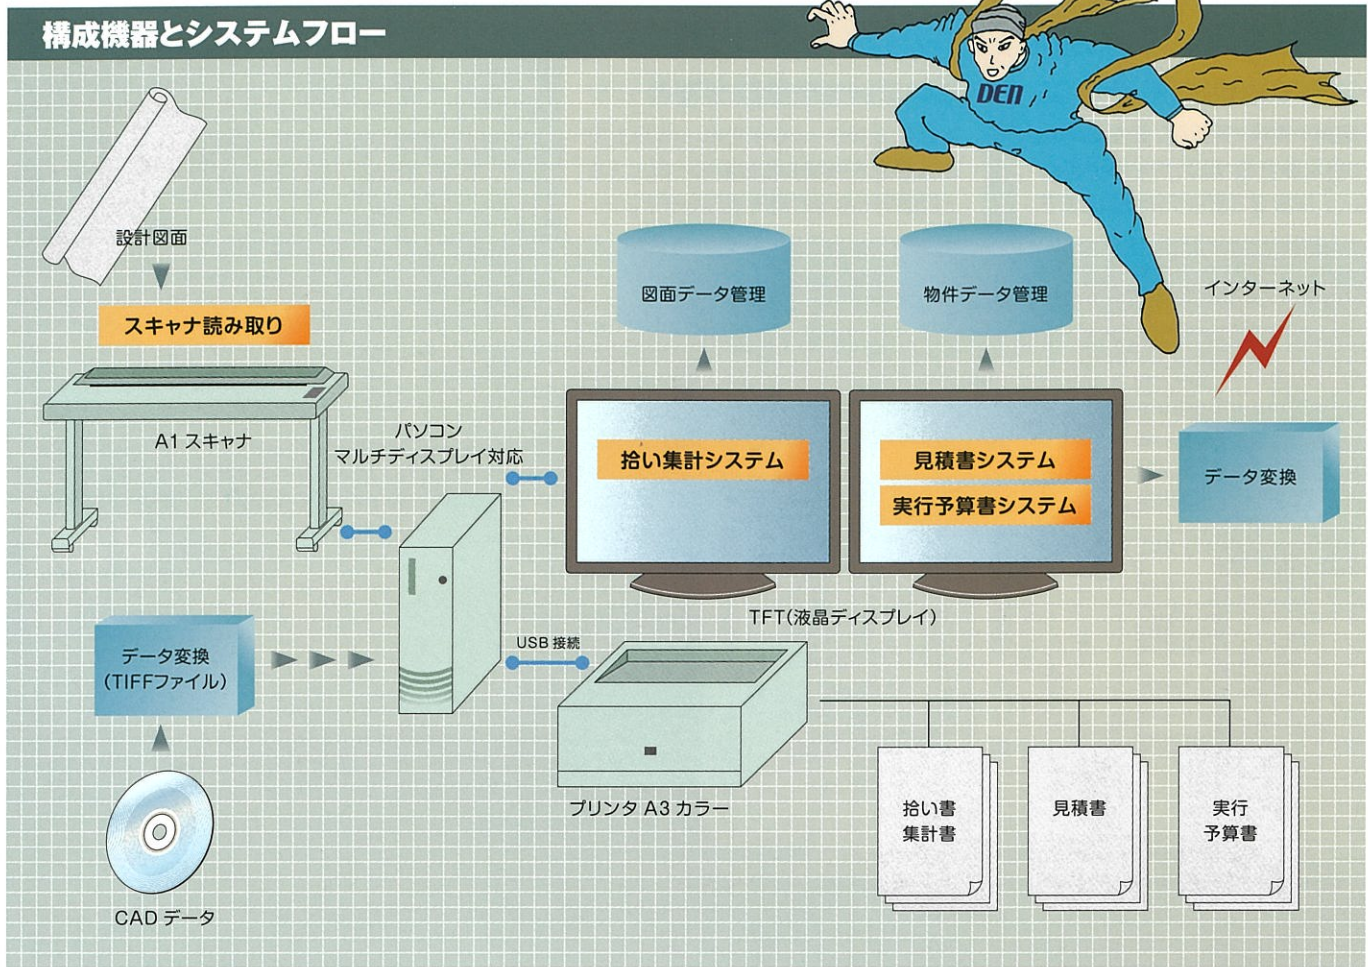 構成機器とシステムフロー
DEN
設計図面
スキャナ読み取り
A1 スキャナ
パソコン
マルチディスプレイ対応
図面データ管理
物件データ管理
インターネット
拾い集計システム
見積書システム
実行予算書システム
データ変換
TFT(液晶ディスプレイ)
データ変換
(TIFFファイル)
USB 接続
プリンタ A3 カラー
CAD データ
拾い書
集計書
見積書
実行
予算書